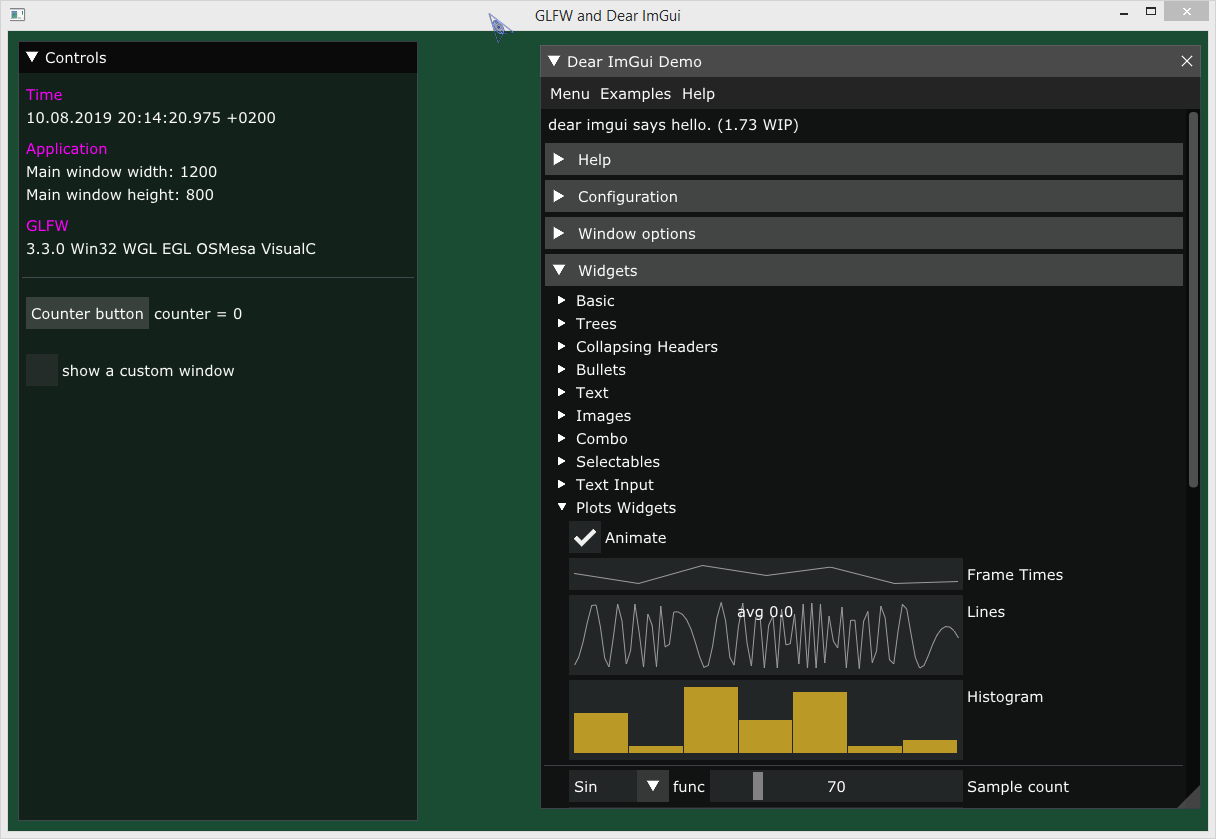 GLFW and Dear ImGui
Controls
Time
10.08.2019 20:14:20.975 +0200
Application
Main window width: 1200
Main window height: 800
GLFW
3.3.0 Win32 WGL EGL OSMesa VisualC
Counter button counter = 0
show a custom window
Dear ImGui Demo
Menu Examples Help
dear imgui says hello. (1.73 WIP)
Help
Configuration
Window options
Widgets
Basic
Trees
Collapsing Headers
Bullets
Text
Images
Combo
Selectables
Text Input
Plots Widgets
Animate
Frame Times
avg 0.0 Lines
Histogram
Sin func 70 Sample count